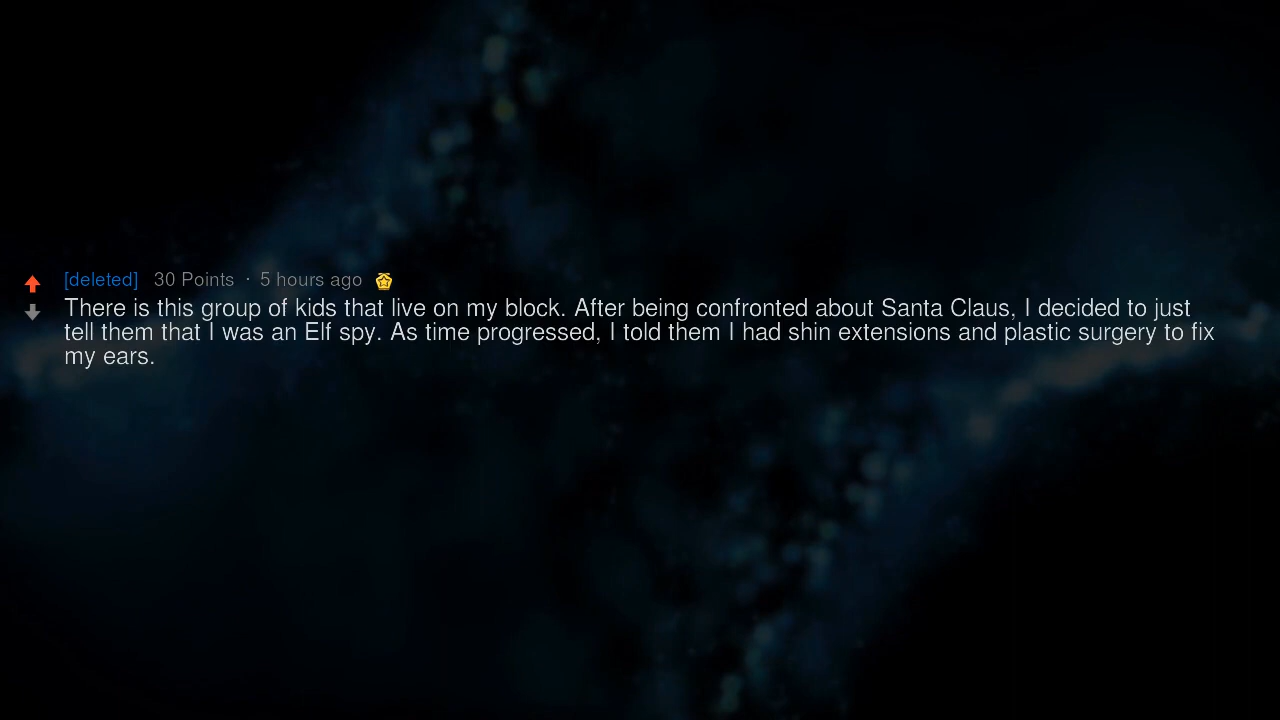 [deleted] 30 Points · 5 hours ago
There is this group of kids that live on my block. After being confronted about Santa Claus, I decided to just
tell them that I was an Elf spy. As time progressed, I told them I had shin extensions and plastic surgery to fix
my ears.